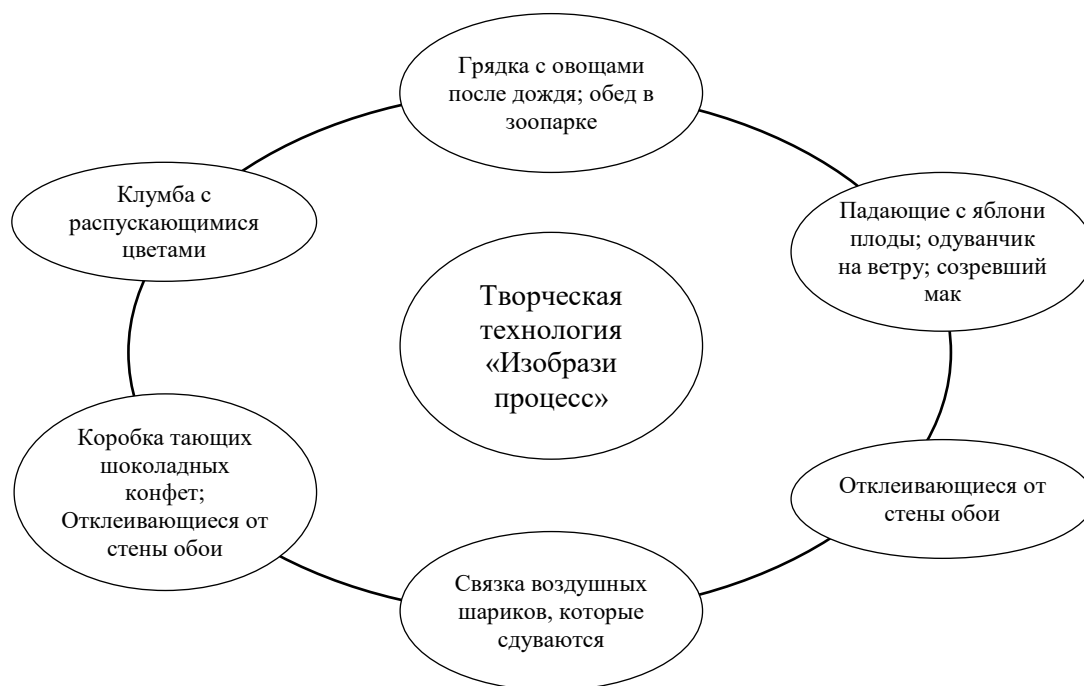 Грядка с овощами
после дождя; обед в
зоопарке
Клумба с
распускающимися
цветами
Падающие с яблони
плоды; одуванчик
на ветру; созревший
мак
Творческая
технология
«Изобрази
процесс»
Коробка тающих
шоколадных
конфет;
Отклеивающиеся от
стены обои
Отклеивающиеся от
стены обои
Связка воздушных
шариков, которые
сдуваются